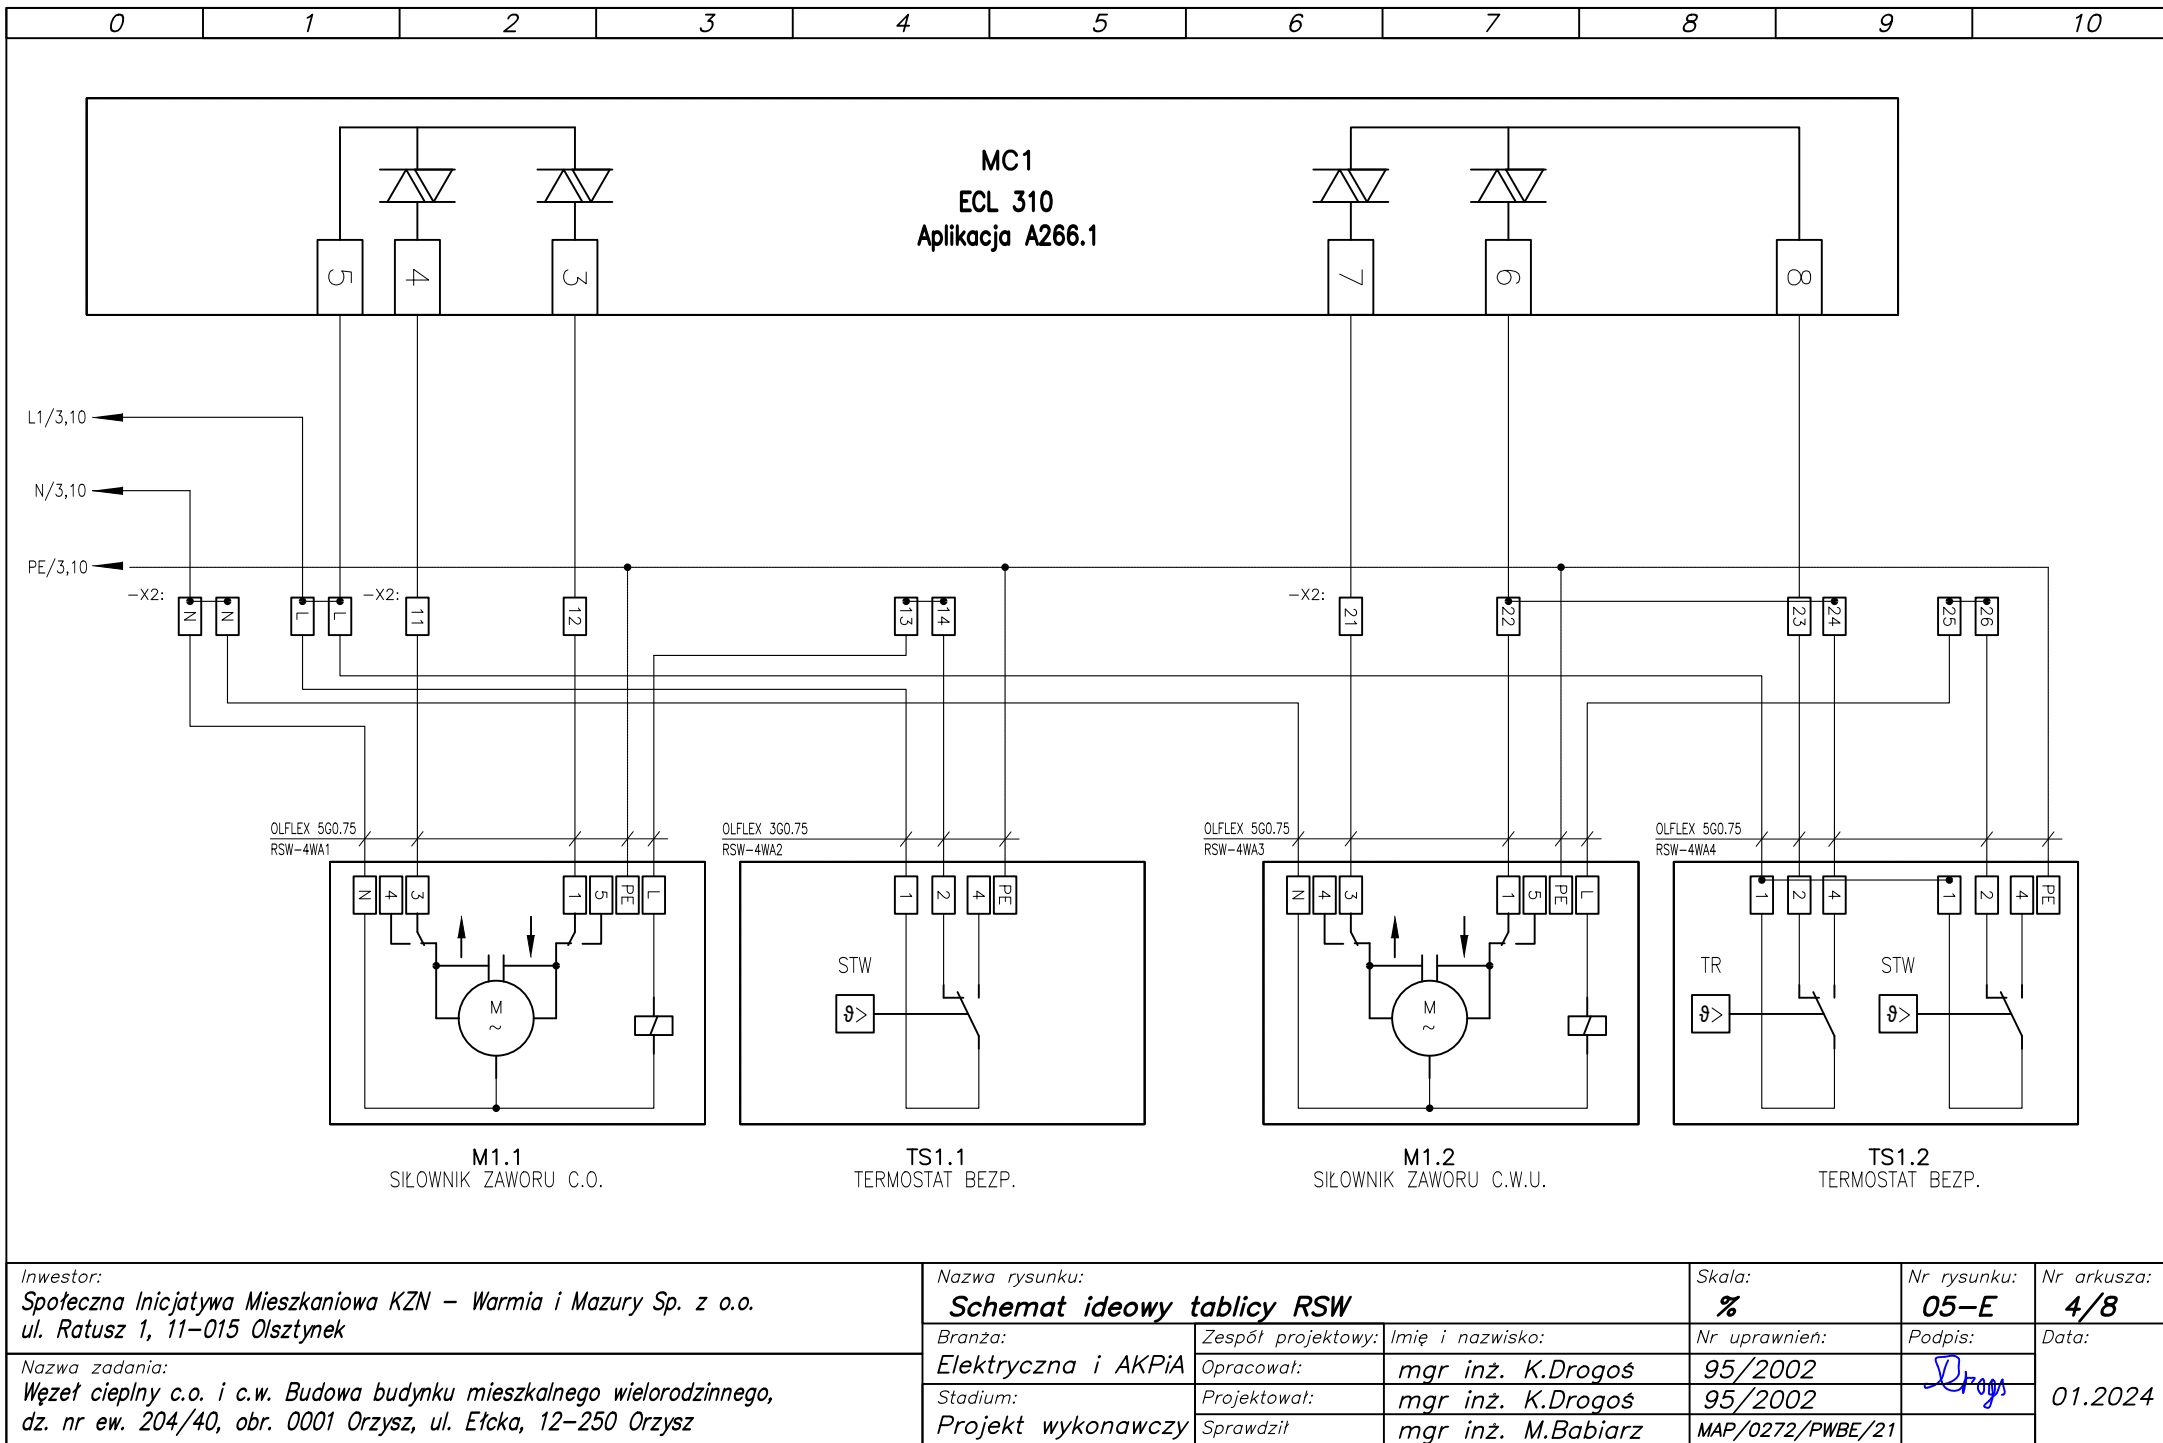 0 1 2 3 4 5 6 7 8 9 10
MC1
ECL 310
Aplikacja A266.1
5 4 3 7 6 8
L1/3,10
N/3,10
PE/3,10
-X2: N N L L -X2: 11 12 13 14 -X2: 21 22 23 24 25 26
OLFLEX 5G0.75 OLFLEX 3G0.75 OLFLEX 5G0.75 OLFLEX 5G0.75
RSW-4WA1 RSW-4WA2 RSW-4WA3 RSW-4WA4
N 4 3 1 5 PE L 1 2 4 PE N 4 3 1 5 PE L 1 2 4 1 2 4 PE
STW TR STW
M ~ ϑ> M ~ ϑ> ϑ>
M1.1 TS1.1 M1.2 TS1.2
SIŁOWNIK ZAWORU C.O. TERMOSTAT BEZP. SIŁOWNIK ZAWORU C.W.U. TERMOSTAT BEZP.
Inwestor:
Społeczna Inicjatywa Mieszkaniowa KZN – Warmia i Mazury Sp. z o.o.
ul. Ratusz 1, 11-015 Olsztynek
Nazwa zadania:
Węzeł cieplny c.o. i c.w. Budowa budynku mieszkalnego wielorodzinnego,
dz. nr ew. 204/40, obr. 0001 Orzysz, ul. Ełcka, 12-250 Orzysz
Nazwa rysunku:
Schemat ideowy tablicy RSW
Skala:
%
Nr rysunku:
05-E
Nr arkusza:
4/8
Branża:
Elektryczna i AKPiA
Stadium:
Projekt wykonawczy
Zespół projektowy: Imię i nazwisko: Nr uprawnień: Podpis: Data:
Opracował: mgr inż. K.Drogoś 95/2002 Drogoś
Projektował: mgr inż. K.Drogoś 95/2002 01.2024
Sprawdził mgr inż. M.Babiarz MAP/0272/PWBE/21